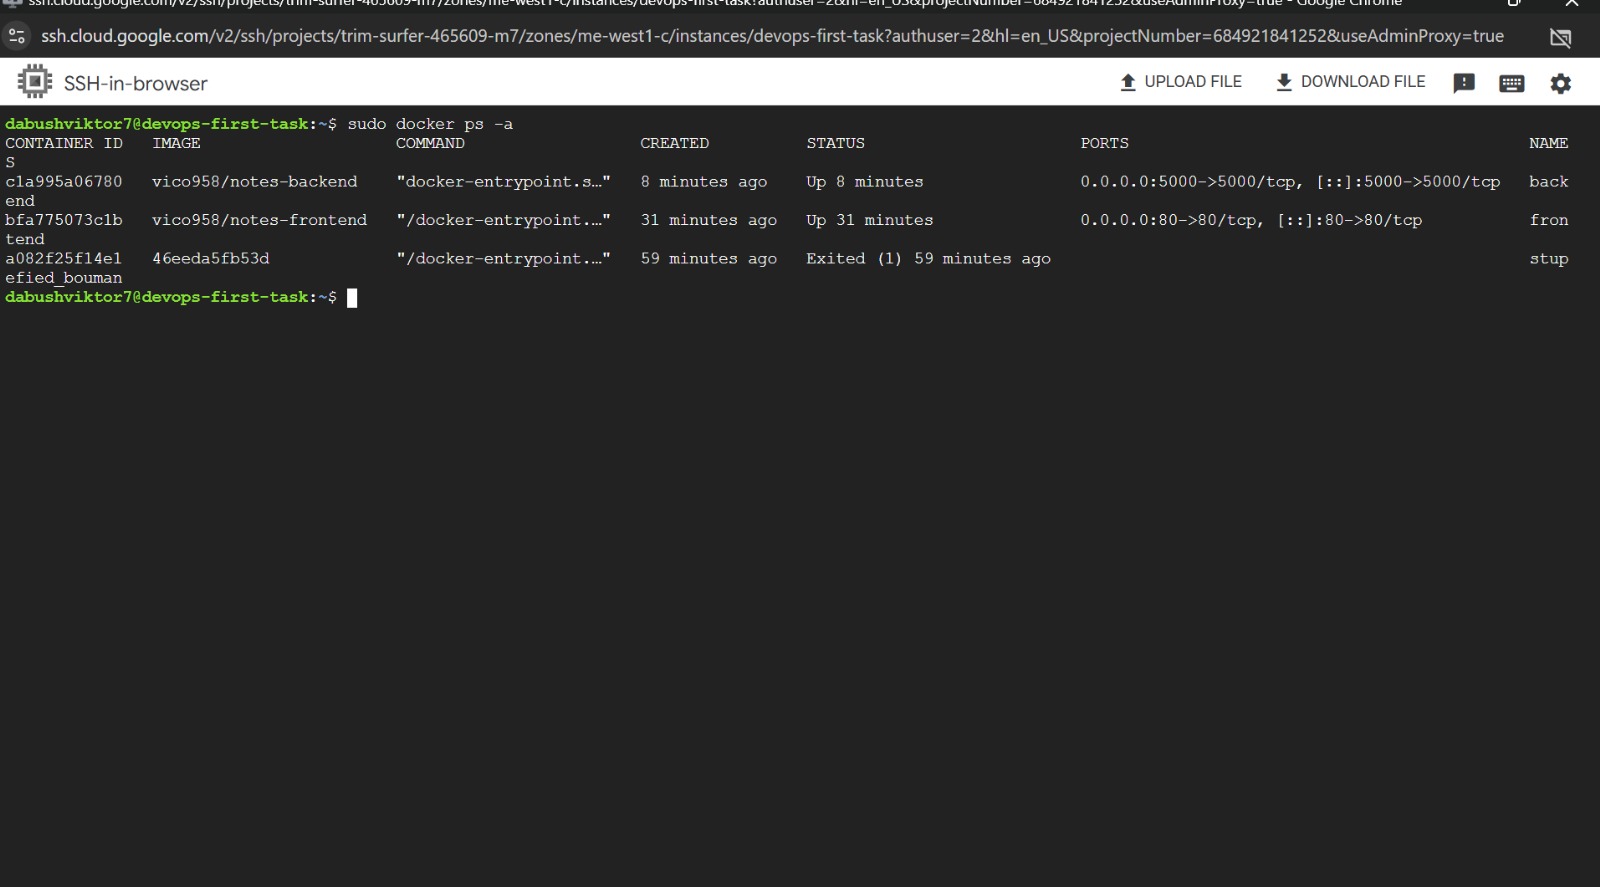 ssh.cloud.google.com/v2/ssh/projects/trim-surfer-465609-m7/zones/me-west1-c/instances/devops-first-task?authuser=2&hl=en_US&projectNumber=684921841252&useAdminProxy=true - Google Chrome
ssh.cloud.google.com/v2/ssh/projects/trim-surfer-465609-m7/zones/me-west1-c/instances/devops-first-task?authuser=2&hl=en_US&projectNumber=684921841252&useAdminProxy=true
SSH-in-browser UPLOAD FILE DOWNLOAD FILE
dabushviktor7@devops-first-task:~$ sudo docker ps -a
CONTAINER ID   IMAGE                    COMMAND                  CREATED          STATUS                      PORTS                                         NAME
S
c1a995a06780   vico958/notes-backend    "docker-entrypoint.s…"   8 minutes ago    Up 8 minutes                0.0.0.0:5000->5000/tcp, [::]:5000->5000/tcp   back
end
bfa775073c1b   vico958/notes-frontend   "/docker-entrypoint.…"   31 minutes ago   Up 31 minutes               0.0.0.0:80->80/tcp, [::]:80->80/tcp           fron
tend
a082f25f14e1   46eeda5fb53d             "/docker-entrypoint.…"   59 minutes ago   Exited (1) 59 minutes ago                                                 stup
efied_bouman
dabushviktor7@devops-first-task:~$